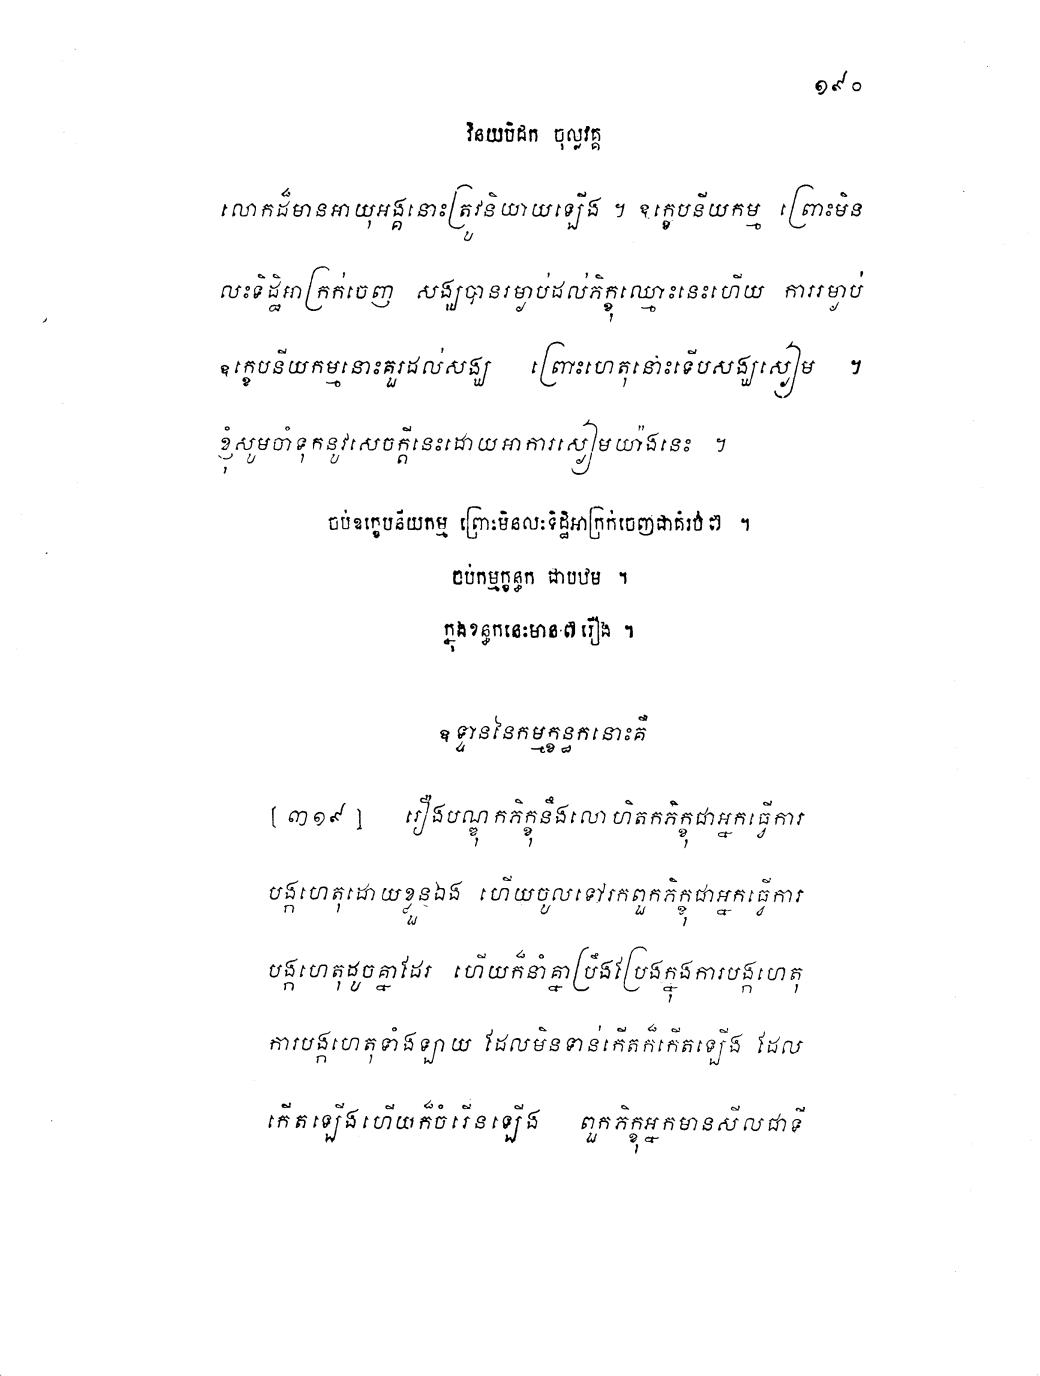 ១៩០
វិនយបិដក ចុល្លវគ្គ
លោកដ៏មានអាយុអង្គនោះត្រូវនិយាយឡើង ។ ឧក្ខេបនីយកម្ម ព្រោះមិន
លះទិដ្ឋិអាក្រក់ចេញ សង្ឃបានរម្ងាប់ដល់ភិក្ខុឈ្មោះនេះហើយ ការរម្ងាប់
ឧក្ខេបនីយកម្មនោះគួរដល់សង្ឃ ព្រោះហេតុនោះទើបសង្ឃស្ងៀម ។
ខ្ញុំសូមចាំទុកនូវសេចក្តីនេះដោយអាការស្ងៀមយ៉ាងនេះ ។
ចប់ឧក្ខេបនីយកម្ម ព្រោះមិនលះទិដ្ឋិអាក្រក់ចេញជាគំរប់ ៧ ។
ចប់កម្មក្ខន្ធក ជាបឋម ។
ក្នុងខន្ធកនេះមាន ៧ រឿង ។
ឧទ្ទាននៃកម្មក្ខន្ធកនោះគឺ
[ ៣១៩ ] រឿងបណ្ឌុកភិក្ខុនឹងលោហិតកភិក្ខុជាអ្នកធ្វើការ
បង្កហេតុដោយខ្លួនឯង ហើយចូលទៅរកពួកភិក្ខុជាអ្នកធ្វើការ
បង្កហេតុដូចគ្នាដែរ ហើយក៏នាំគ្នាប្រឹងប្រែងក្នុងការបង្កហេតុ
ការបង្កហេតុទាំងឡាយ ដែលមិនទាន់កើតក៏កើតឡើង ដែល
កើតឡើងហើយក៏ចំរើនឡើង ពួកភិក្ខុអ្នកមានសីលជាទី